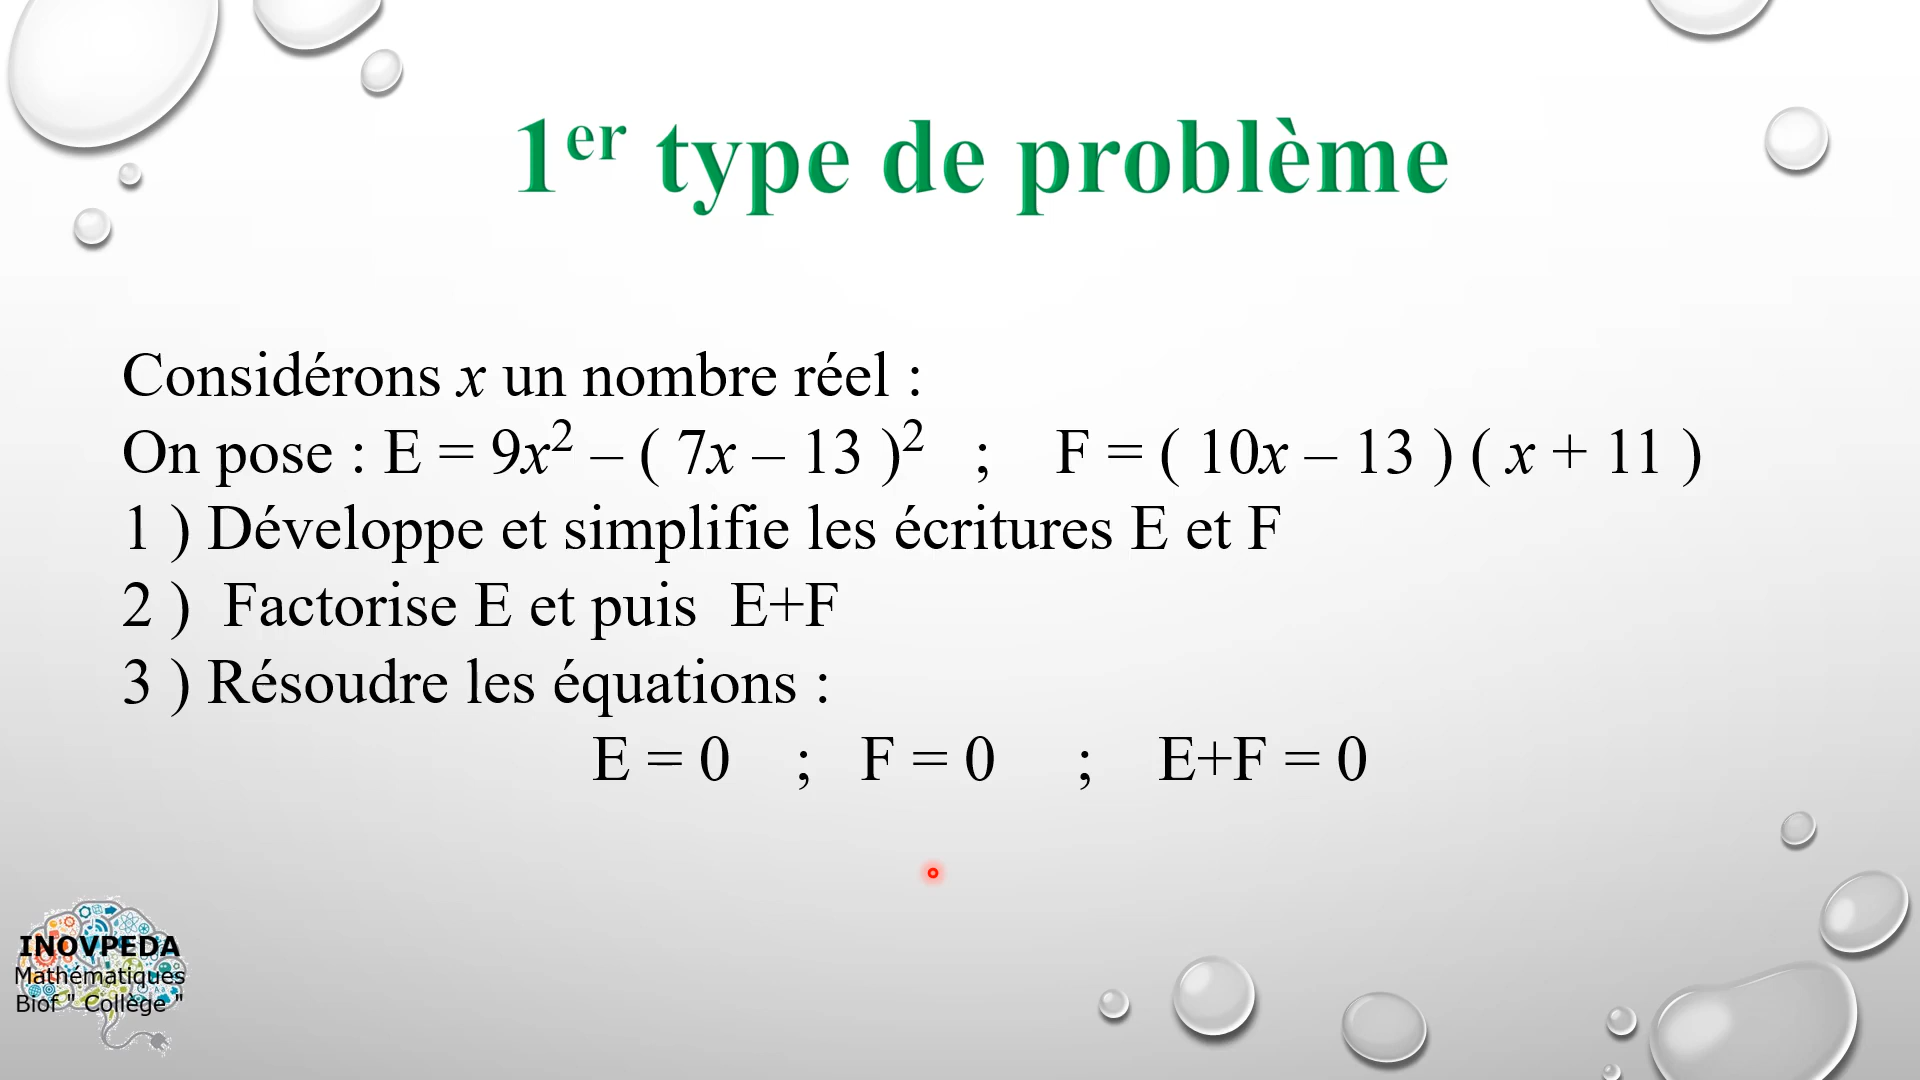 1er type de problème
Considérons x un nombre réel :
On pose : E = 9x² – ( 7x – 13 )² ; F = ( 10x – 13 ) ( x + 11 )
1 ) Développe et simplifie les écritures E et F
2 ) Factorise E et puis E+F
3 ) Résoudre les équations :
E = 0 ; F = 0 ; E+F = 0
INOVPEDA
Mathématiques
Biof " Collège "